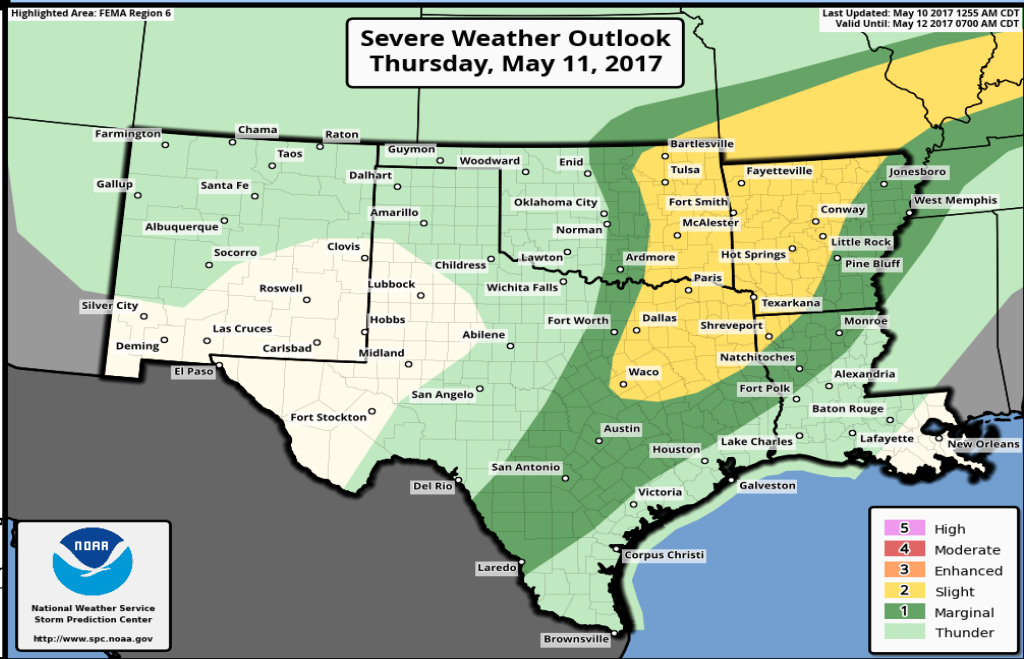 Highlighted Area: FEMA Region 6
Last Updated: May 10 2017 1255 AM CDT
Valid Until: May 12 2017 0700 AM CDT
Severe Weather Outlook
Thursday, May 11, 2017
Farmington
Chama
Raton
Taos
Guymon
Woodward
Enid
Bartlesville
Gallup
Santa Fe
Dalhart
Tulsa
Fayetteville
Jonesboro
Albuquerque
Amarillo
Oklahoma City
Fort Smith
Conway
West Memphis
Norman
McAlester
Socorro
Clovis
Childress
Lawton
Ardmore
Hot Springs
Little Rock
Pine Bluff
Roswell
Lubbock
Wichita Falls
Paris
Silver City
Texarkana
Las Cruces
Hobbs
Fort Worth
Dallas
Shreveport
Monroe
Deming
Carlsbad
Midland
Abilene
Natchitoches
El Paso
Waco
Fort Polk
Alexandria
San Angelo
Fort Stockton
Baton Rouge
Austin
Lake Charles
Lafayette
New Orleans
Houston
San Antonio
Del Rio
Victoria
Galveston
Corpus Christi
Laredo
Brownsville
NOAA
National Weather Service
Storm Prediction Center
http://www.spc.noaa.gov
5 High
4 Moderate
3 Enhanced
2 Slight
1 Marginal
Thunder